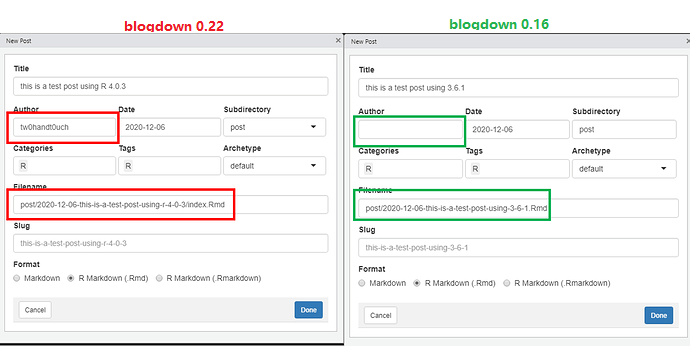 blogdown 0.22
New Post
×
Title
this is a test post using R 4.0.3
Author Date Subdirectory
tw0handt0uch 2020-12-06 post
Categories Tags Archetype
R R default
Filename
post/2020-12-06-this-is-a-test-post-using-r-4-0-3/index.Rmd
Slug
this-is-a-test-post-using-r-4-0-3
Format
Markdown R Markdown (.Rmd) R Markdown (.Rmarkdown)
Cancel Done
blogdown 0.16
New Post
×
Title
this is a test post using 3.6.1
Author Date Subdirectory
2020-12-06 post
Categories Tags Archetype
R R default
Filename
post/2020-12-06-this-is-a-test-post-using-3-6-1.Rmd
Slug
this-is-a-test-post-using-3-6-1
Format
Markdown R Markdown (.Rmd) R Markdown (.Rmarkdown)
Cancel Done